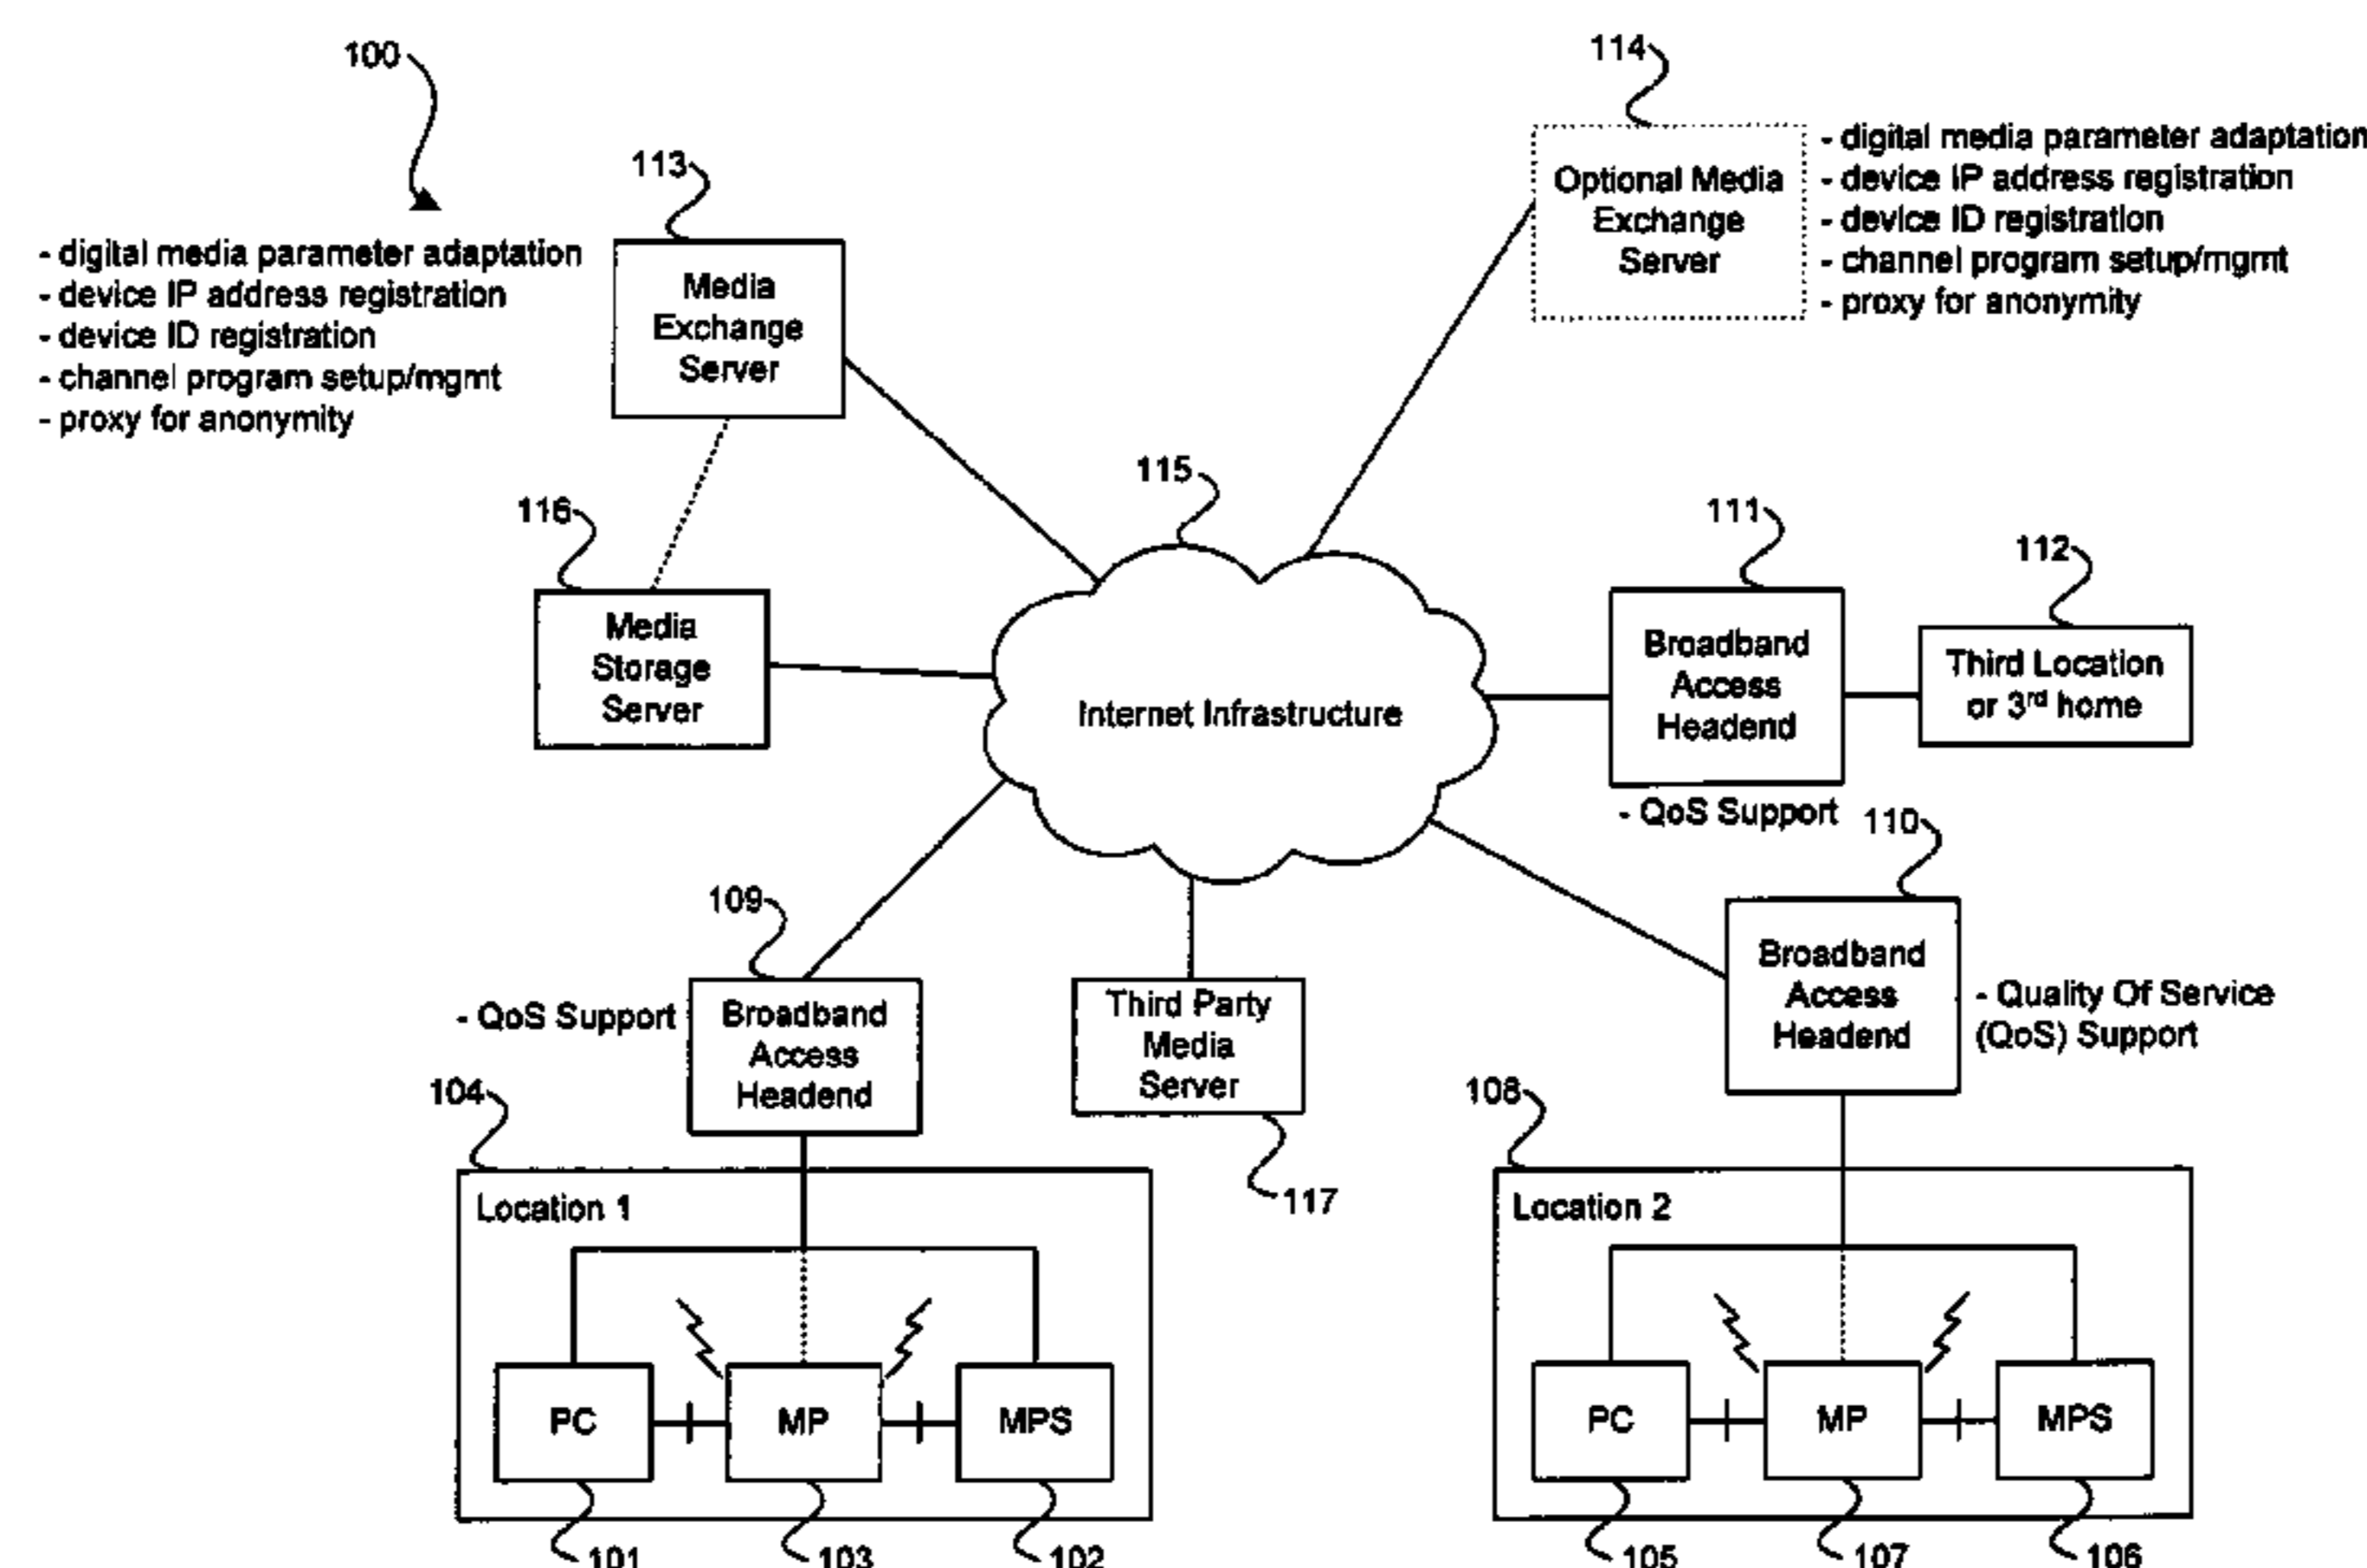 100
114
113
- digital media parameter adaptation
- device IP address registration
- device ID registration
- channel program setup/mgmt
- proxy for anonymity
Media
Exchange
Server
Optional Media
Exchange
Server
- digital media parameter adaptation
- device IP address registration
- device ID registration
- channel program setup/mgmt
- proxy for anonymity
115
116
111
112
Media
Storage
Server
Internet Infrastructure
Broadband
Access
Headend
- QoS Support
Third Location
or 3rd home
110
109
- QoS Support
Broadband
Access
Headend
Third Party
Media
Server
117
Broadband
Access
Headend
- Quality Of Service
(QoS) Support
104
Location 1
PC
MP
MPS
101
103
102
108
Location 2
PC
MP
MPS
105
107
106